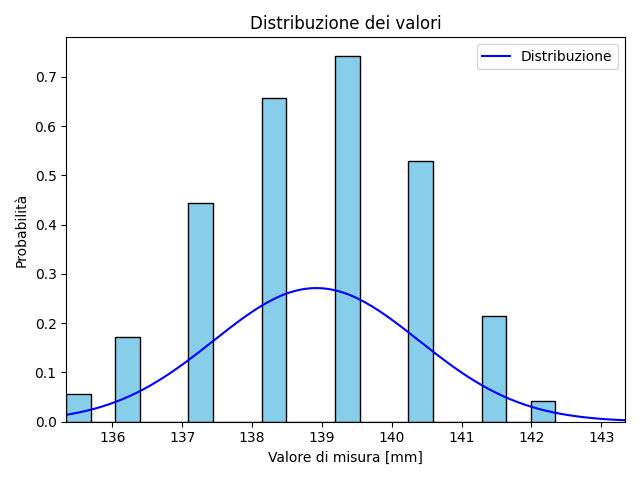 Distribuzione dei valori
Distribuzione
Probabilità
0.7
0.6
0.5
0.4
0.3
0.2
0.1
0.0
136 137 138 139 140 141 142 143
Valore di misura [mm]